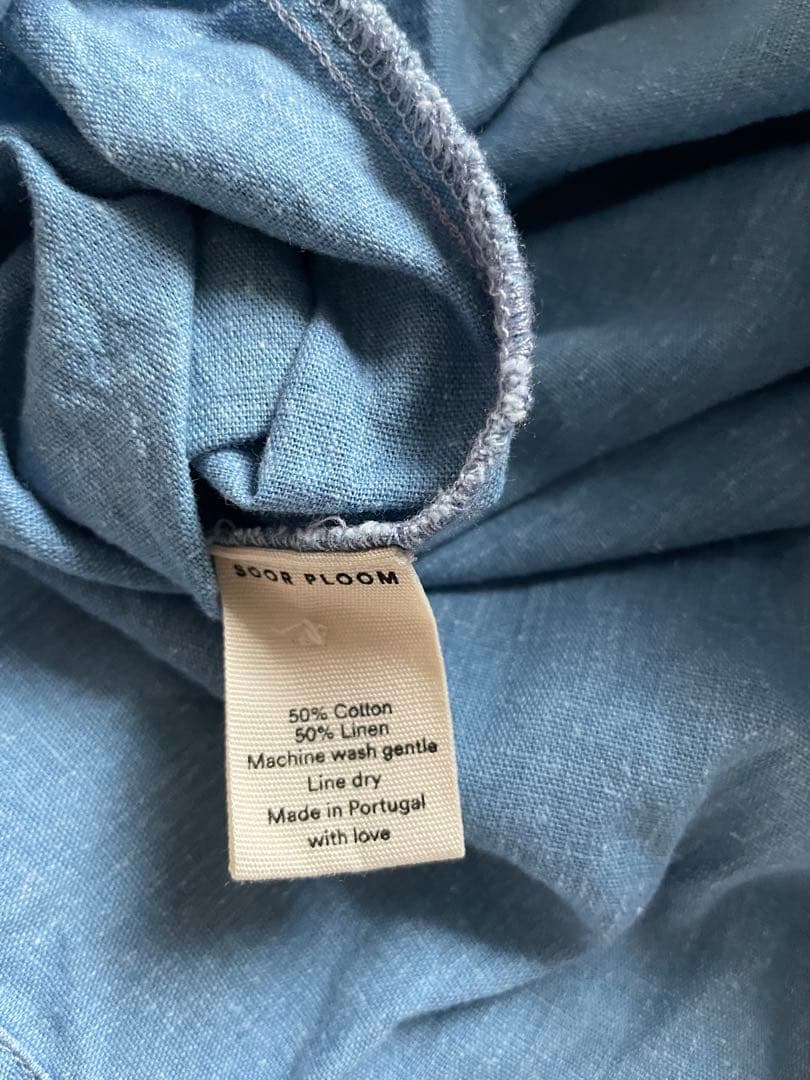 SOOR PLOOM
50% Cotton
50% Linen
Machine wash gentle
Line dry
Made in Portugal
with love